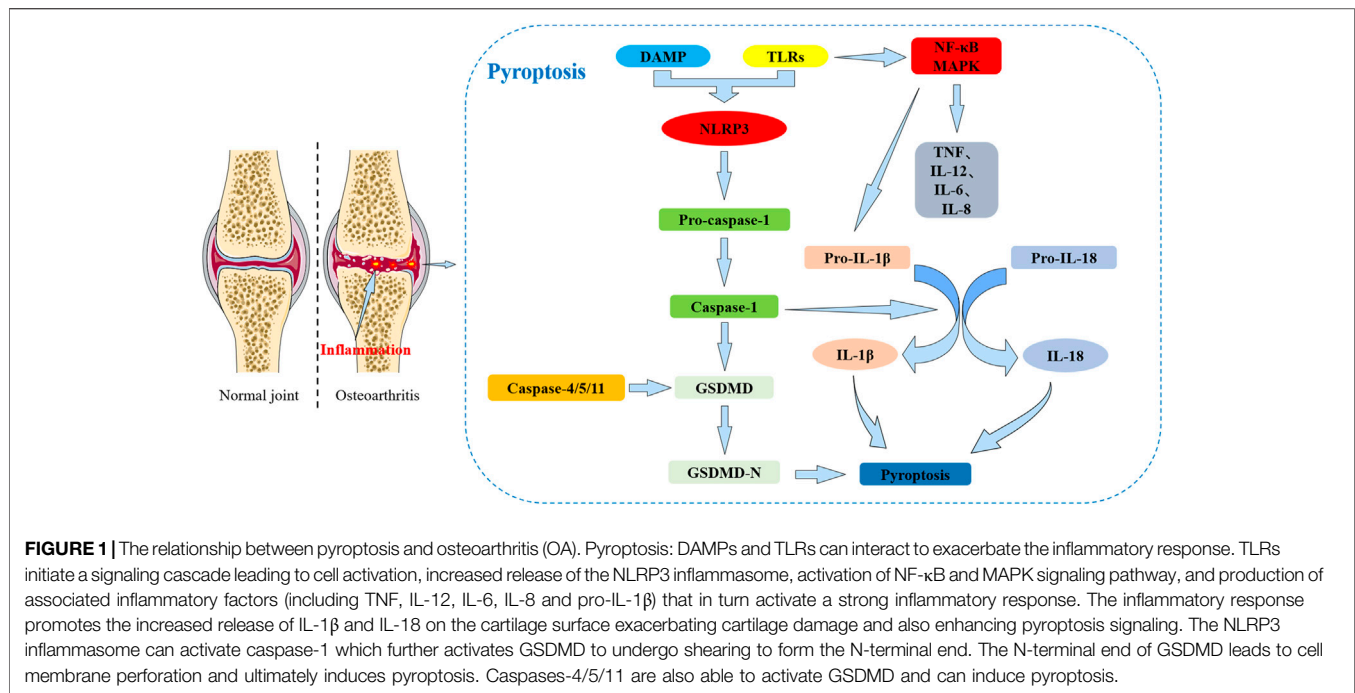 Pyroptosis
DAMP
TLRs
NF-κB
MAPK
NLRP3
TNF、
IL-12、
IL-6、
IL-8
Pro-caspase-1
Pro-IL-1β
Pro-IL-18
Caspase-1
Inflammation
IL-1β
IL-18
Normal joint
Osteoarthritis
Caspase-4/5/11
GSDMD
GSDMD-N
Pyroptosis
FIGURE 1 | The relationship between pyroptosis and osteoarthritis (OA). Pyroptosis: DAMPs and TLRs can interact to exacerbate the inflammatory response. TLRs
initiate a signaling cascade leading to cell activation, increased release of the NLRP3 inflammasome, activation of NF-κB and MAPK signaling pathway, and production of
associated inflammatory factors (including TNF, IL-12, IL-6, IL-8 and pro-IL-1β) that in turn activate a strong inflammatory response. The inflammatory response
promotes the increased release of IL-1β and IL-18 on the cartilage surface exacerbating cartilage damage and also enhancing pyroptosis signaling. The NLRP3
inflammasome can activate caspase-1 which further activates GSDMD to undergo shearing to form the N-terminal end. The N-terminal end of GSDMD leads to cell
membrane perforation and ultimately induces pyroptosis. Caspases-4/5/11 are also able to activate GSDMD and can induce pyroptosis.